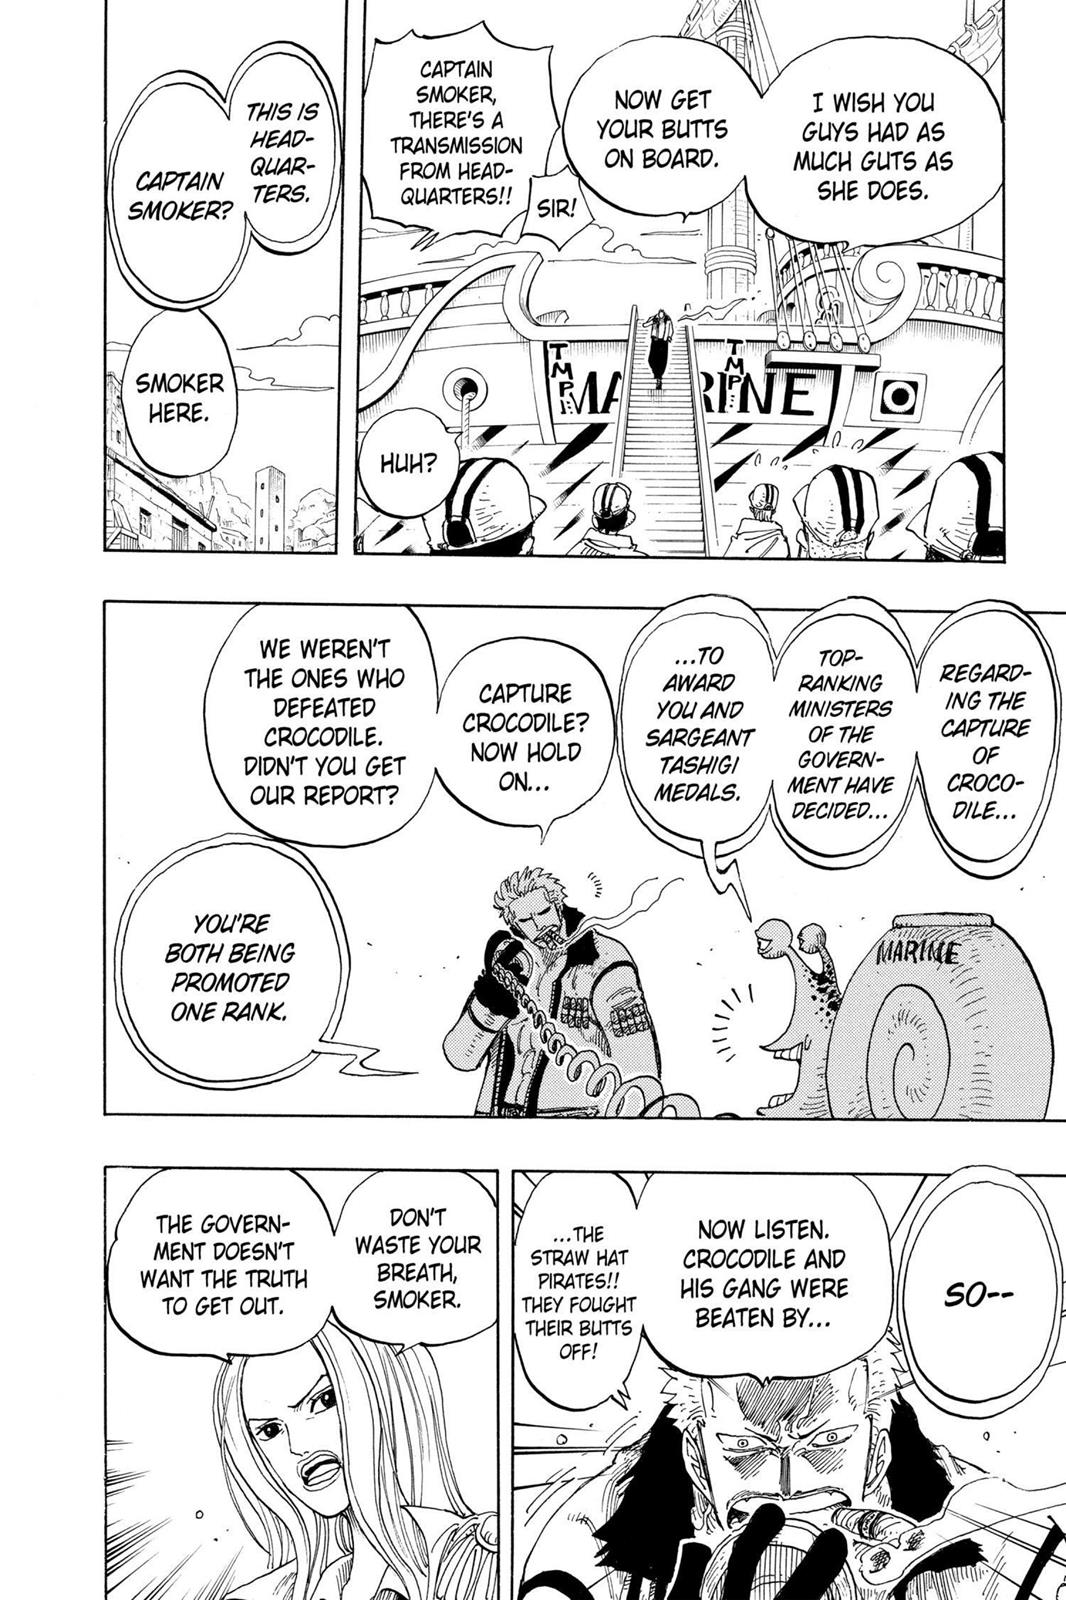 I WISH YOU
GUYS HAD AS
MUCH GUTS AS
SHE DOES.
NOW GET
YOUR BUTTS
ON BOARD.
CAPTAIN
SMOKER,
THERE'S A
TRANSMISSION
FROM HEAD-
QUARTERS!!
SIR!
TMP
TMP
MARINE
HUH?
THIS IS
HEAD-
QUAR-
TERS.
CAPTAIN
SMOKER?
SMOKER
HERE.
REGARD-
ING THE
CAPTURE
OF
CROCO-
DILE...
TOP-
RANKING
MINISTERS
OF THE
GOVERN-
MENT HAVE
DECIDED...
...TO
AWARD
YOU AND
SARGEANT
TASHIGI
MEDALS.
CAPTURE
CROCODILE?
NOW HOLD
ON...
WE WEREN'T
THE ONES WHO
DEFEATED
CROCODILE.
DIDN'T YOU GET
OUR REPORT?
MARINE
YOU'RE
BOTH BEING
PROMOTED
ONE RANK.
SO--
NOW LISTEN.
CROCODILE AND
HIS GANG WERE
BEATEN BY...
...THE
STRAW HAT
PIRATES!!
THEY FOUGHT
THEIR BUTTS
OFF!
DON'T
WASTE YOUR
BREATH,
SMOKER.
THE GOVERN-
MENT DOESN'T
WANT THE TRUTH
TO GET OUT.